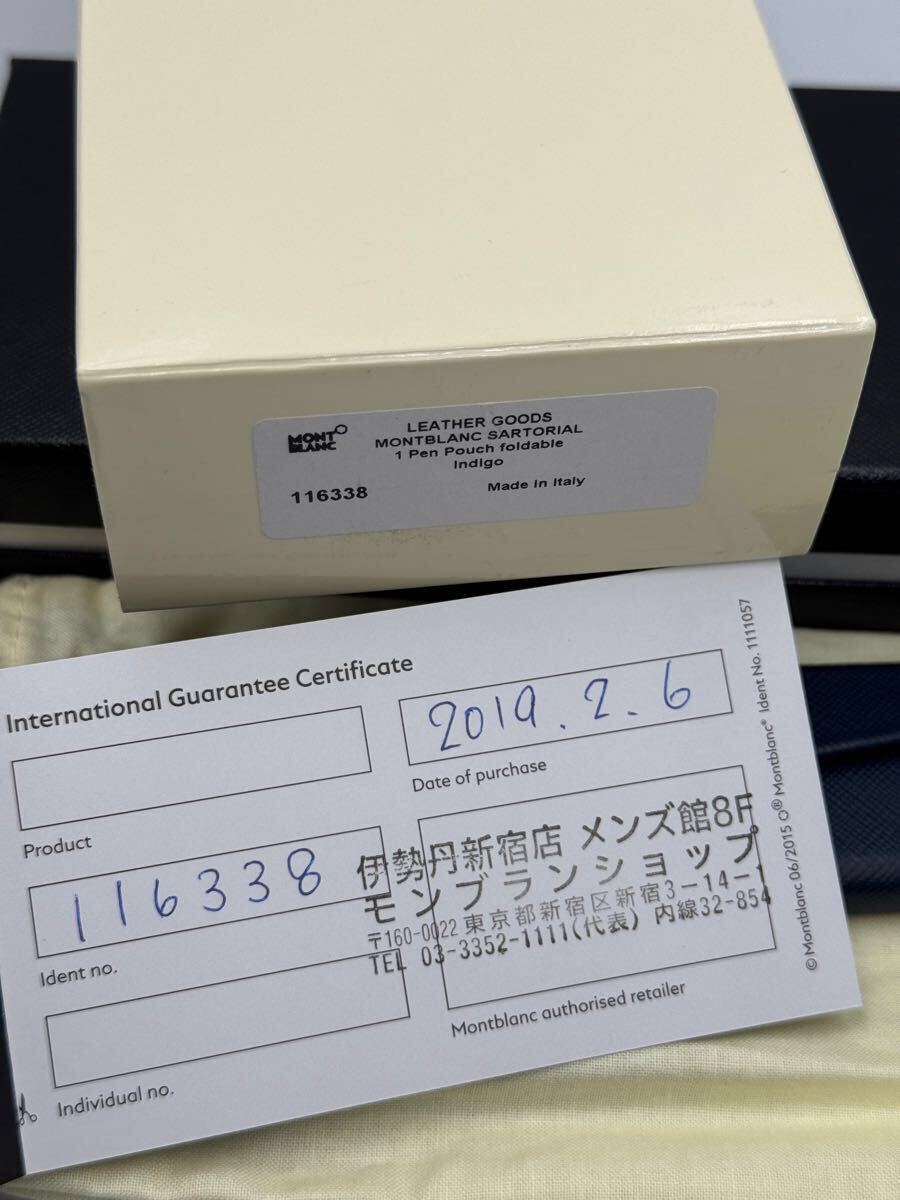 MONT
BLANC
LEATHER GOODS
MONTBLANC SARTORIAL
1 Pen Pouch foldable
Indigo
116338
Made in Italy
International Guarantee Certificate
2019.2.6
Product
Date of purchase
116338
Ident no.
伊勢丹新宿店 メンズ館8F
モンブランショップ
〒160-0022 東京都新宿区新宿3-14-1
TEL 03-3352-1111(代表) 内線32-854
Individual no.
Montblanc authorised retailer
© Montblanc 06/2015 O® Montblanc® Ident No. 1111057